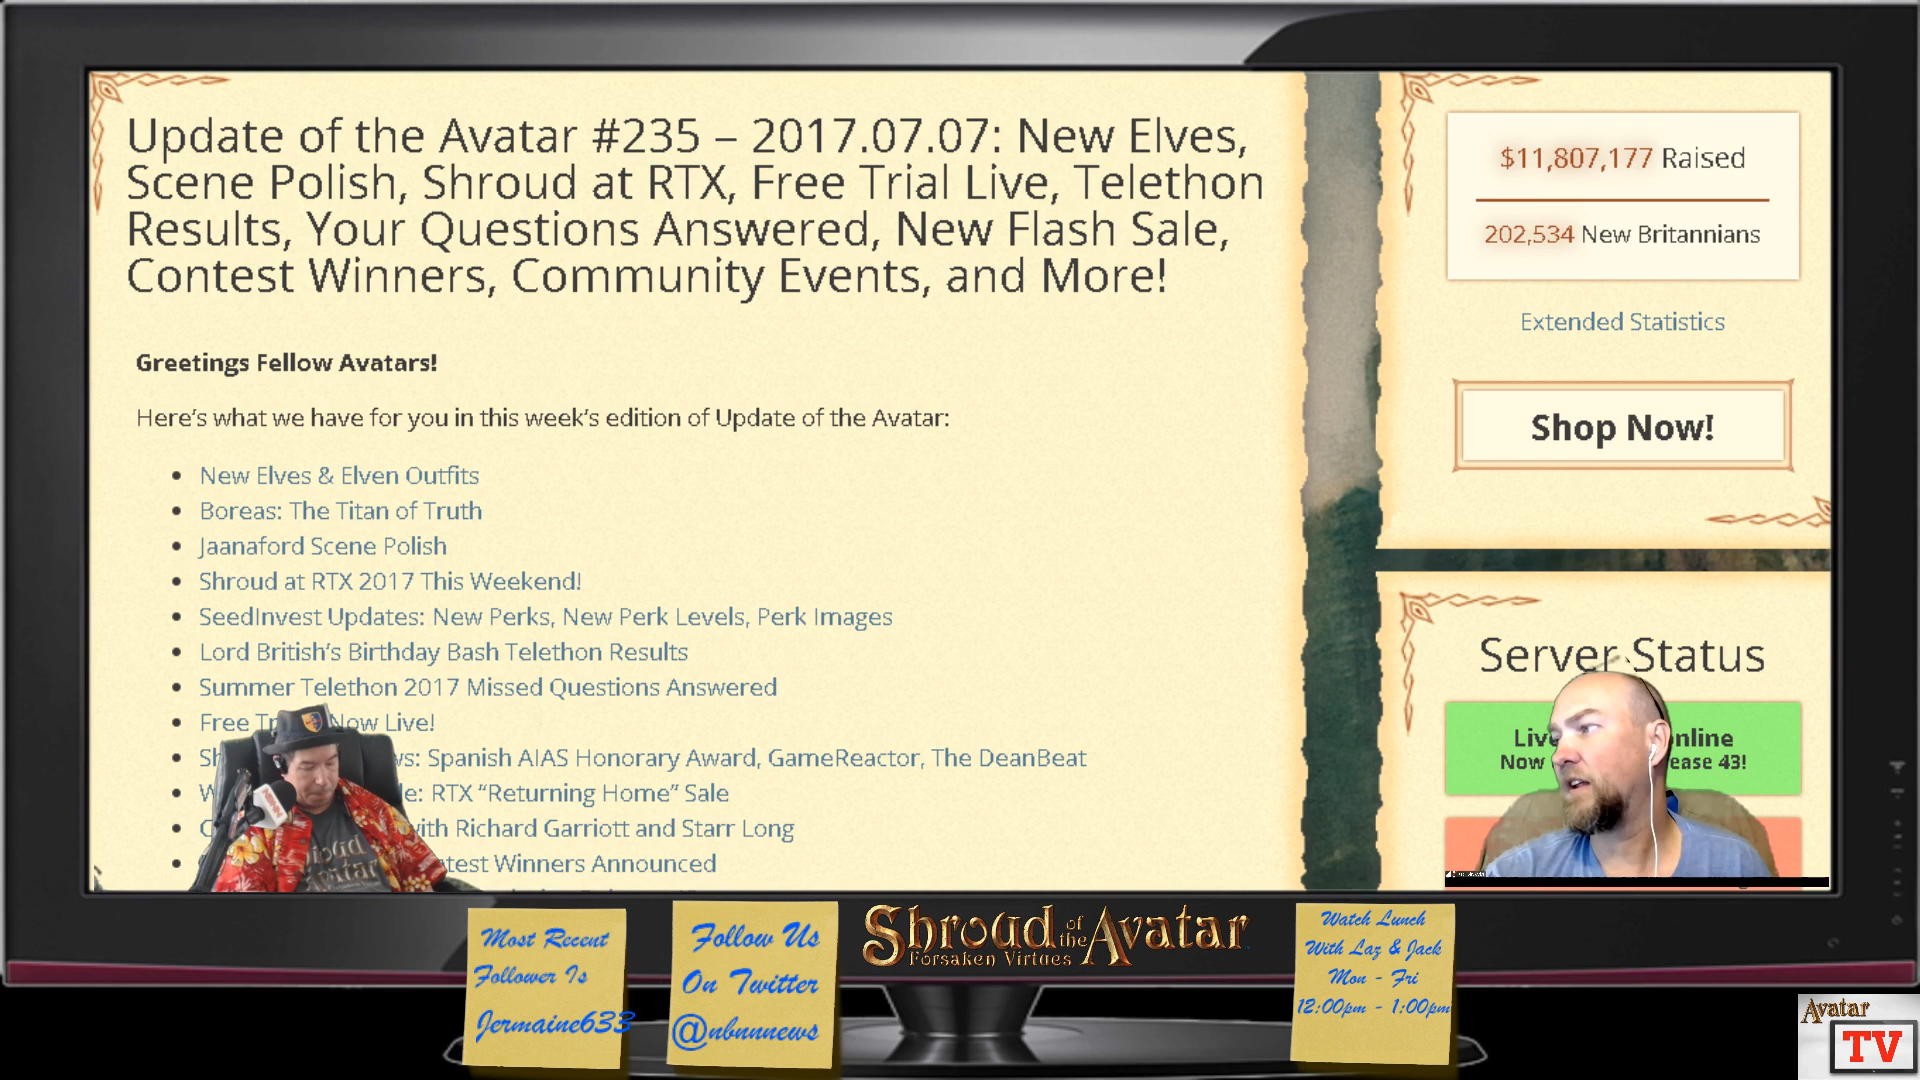 Update of the Avatar #235 – 2017.07.07: New Elves,
Scene Polish, Shroud at RTX, Free Trial Live, Telethon
Results, Your Questions Answered, New Flash Sale,
Contest Winners, Community Events, and More!
Greetings Fellow Avatars!
Here’s what we have for you in this week’s edition of Update of the Avatar:
New Elves & Elven Outfits
Boreas: The Titan of Truth
Jaanaford Scene Polish
Shroud at RTX 2017 This Weekend!
SeedInvest Updates: New Perks, New Perk Levels, Perk Images
Lord British’s Birthday Bash Telethon Results
Summer Telethon 2017 Missed Questions Answered
Free Now Live!
Spanish AIAS Honorary Award, GameReactor, The DeanBeat
RTX “Returning Home” Sale
with Richard Garriott and Starr Long
Winners Announced
$11,807,177 Raised
202,534 New Britannians
Extended Statistics
Shop Now!
Server Status
Now 43!
Shroud of the Avatar
Forsaken Virtues
Most Recent
Follower Is
Jermaine633
Follow Us
On Twitter
@nbnnnews
Watch Lunch
With Laz & Jack
Mon - Fri
12:00pm - 1:00pm
Avatar
TV